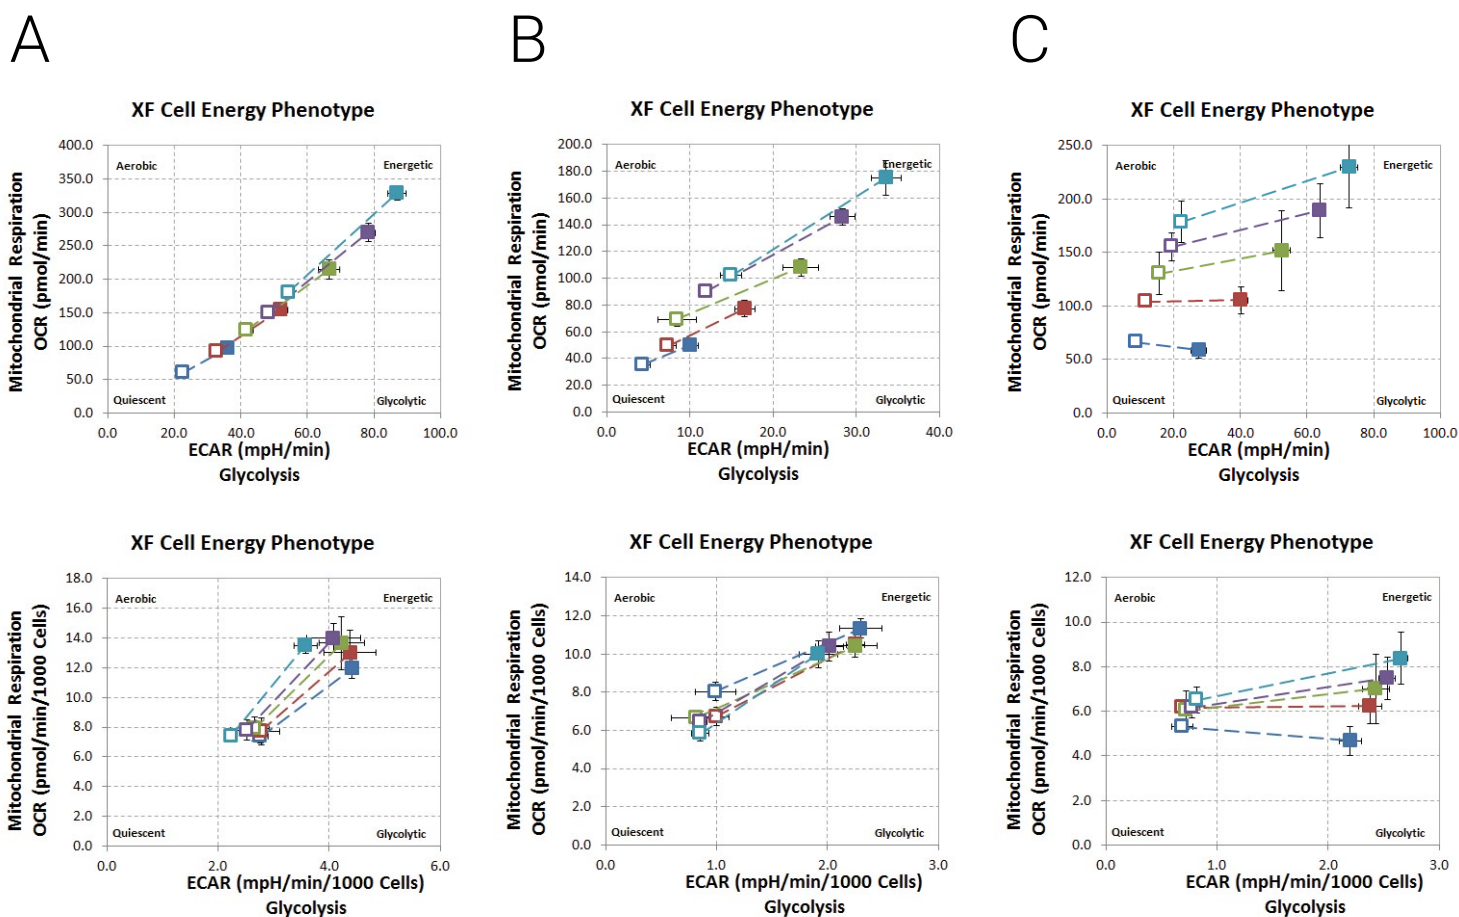 A
B
C
XF Cell Energy Phenotype
Mitochondrial Respiration
OCR (pmol/min)
400.0
350.0
300.0
250.0
200.0
150.0
100.0
50.0
0.0
Aerobic
Energetic
Quiescent
Glycolytic
0.0 20.0 40.0 60.0 80.0 100.0
ECAR (mpH/min)
Glycolysis
XF Cell Energy Phenotype
Mitochondrial Respiration
OCR (pmol/min)
200.0
180.0
160.0
140.0
120.0
100.0
80.0
60.0
40.0
20.0
0.0
Aerobic
Energetic
Quiescent
Glycolytic
0.0 10.0 20.0 30.0 40.0
ECAR (mpH/min)
Glycolysis
XF Cell Energy Phenotype
Mitochondrial Respiration
OCR (pmol/min)
250.0
200.0
150.0
100.0
50.0
0.0
Aerobic
Energetic
Quiescent
Glycolytic
0.0 20.0 40.0 60.0 80.0 100.0
ECAR (mpH/min)
Glycolysis
XF Cell Energy Phenotype
Mitochondrial Respiration
OCR (pmol/min/1000 Cells)
18.0
16.0
14.0
12.0
10.0
8.0
6.0
4.0
2.0
0.0
Aerobic
Energetic
Quiescent
Glycolytic
0.0 2.0 4.0 6.0
ECAR (mpH/min/1000 Cells)
Glycolysis
XF Cell Energy Phenotype
Mitochondrial Respiration
OCR (pmol/min/1000 Cells)
14.0
12.0
10.0
8.0
6.0
4.0
2.0
0.0
Aerobic
Energetic
Quiescent
Glycolytic
0.0 1.0 2.0 3.0
ECAR (mpH/min/1000 Cells)
Glycolysis
XF Cell Energy Phenotype
Mitochondrial Respiration
OCR (pmol/min/1000 Cells)
12.0
10.0
8.0
6.0
4.0
2.0
0.0
Aerobic
Energetic
Quiescent
Glycolytic
0.0 1.0 2.0 3.0
ECAR (mpH/min/1000 Cells)
Glycolysis